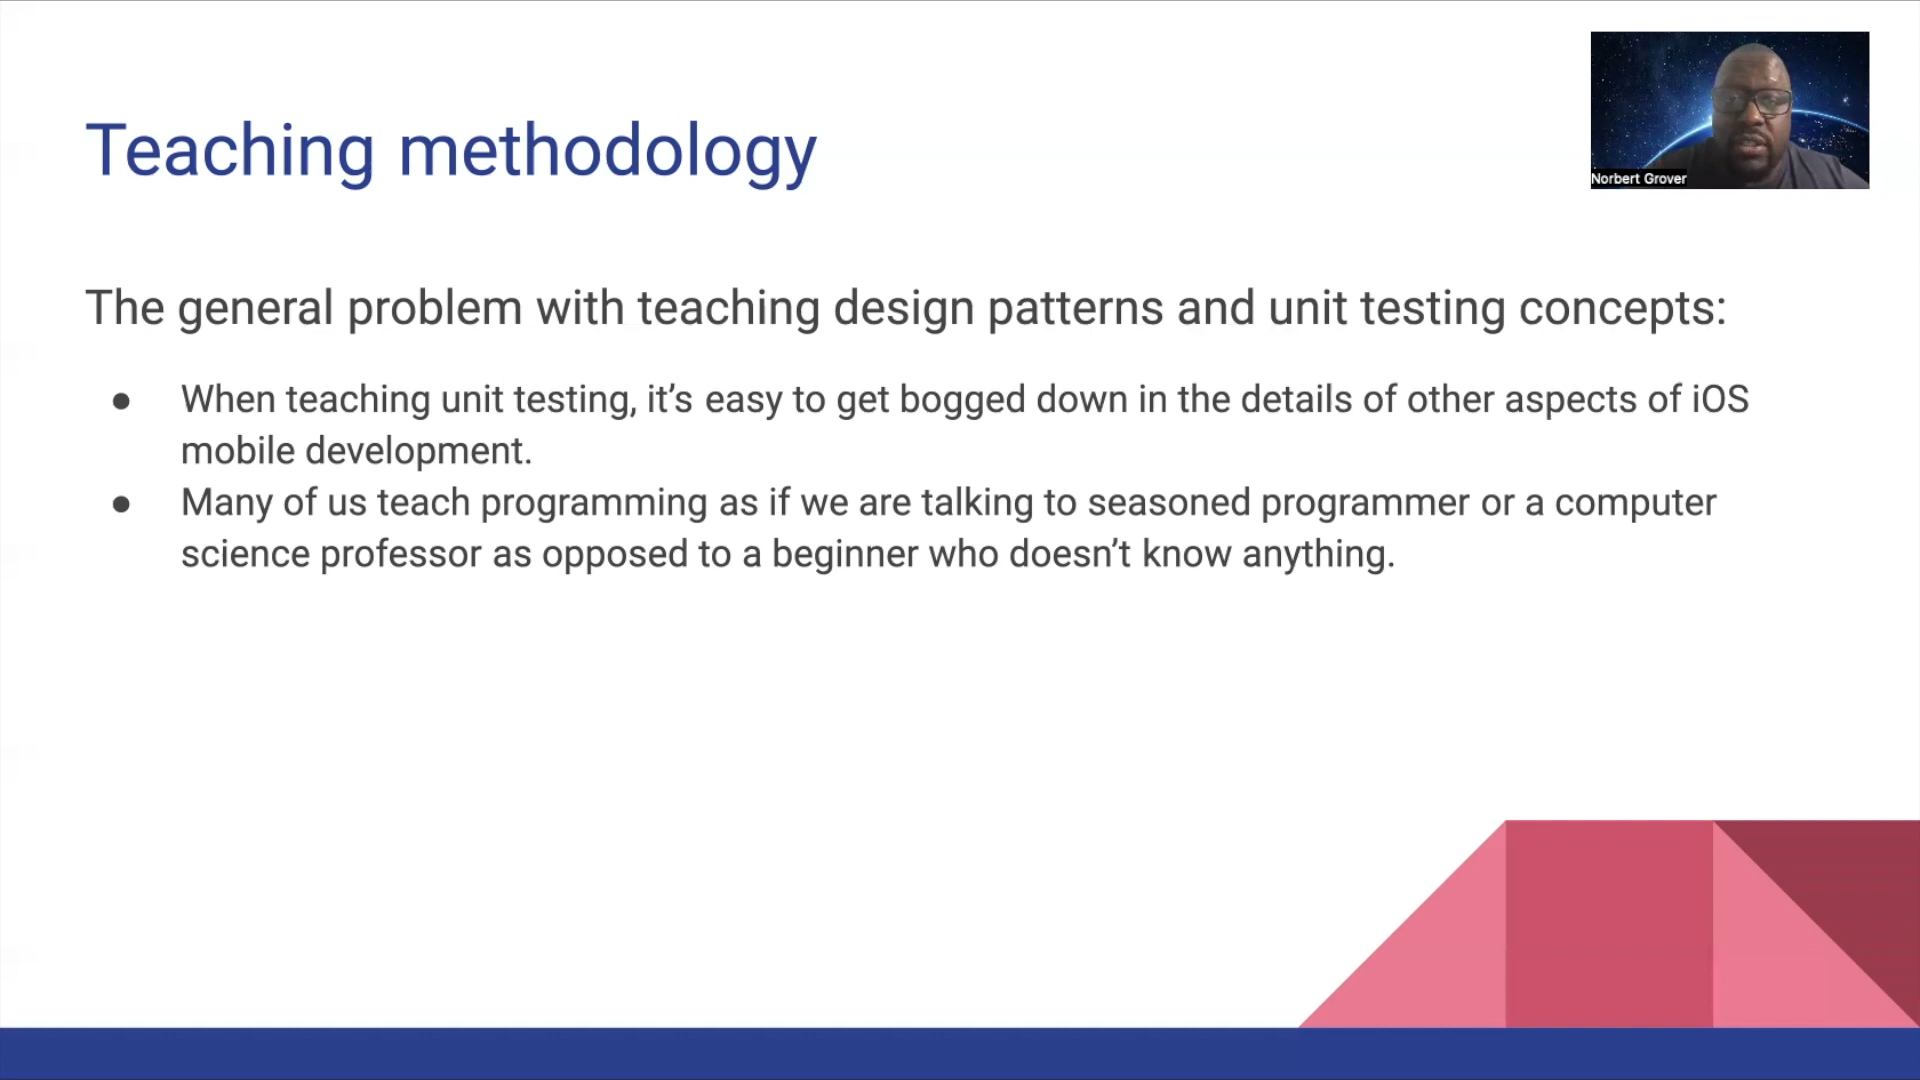 Teaching methodology
Norbert Grover
The general problem with teaching design patterns and unit testing concepts:
● When teaching unit testing, it’s easy to get bogged down in the details of other aspects of iOS
mobile development.
● Many of us teach programming as if we are talking to seasoned programmer or a computer
science professor as opposed to a beginner who doesn’t know anything.